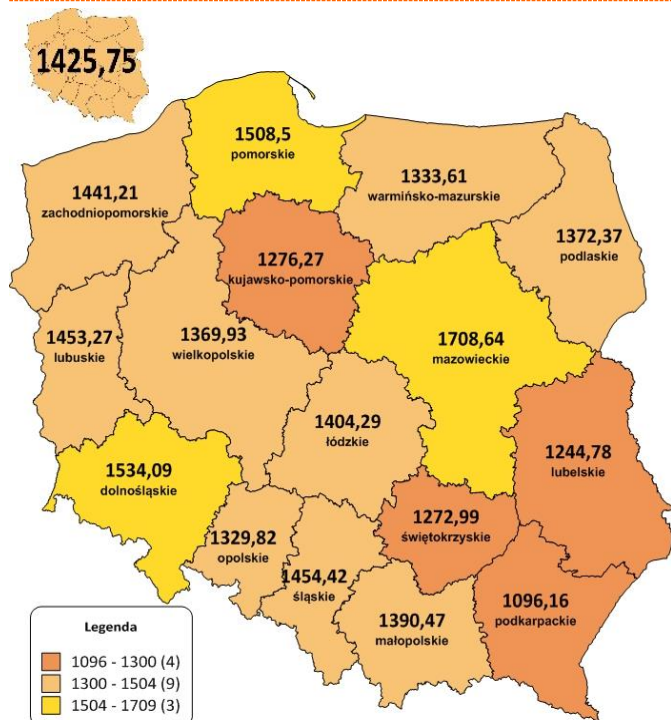 1425,75
1508,5
pomorskie
1333,61
warmińsko-mazurskie
1441,21
zachodniopomorskie
1372,37
podlaskie
1276,27
kujawsko-pomorskie
1453,27
lubuskie
1369,93
wielkopolskie
1708,64
mazowieckie
1404,29
łódzkie
1244,78
lubelskie
1534,09
dolnośląskie
1272,99
świętokrzyskie
1329,82
opolskie
1454,42
śląskie
1390,47
małopolskie
1096,16
podkarpackie
Legenda
1096 - 1300 (4)
1300 - 1504 (9)
1504 - 1709 (3)